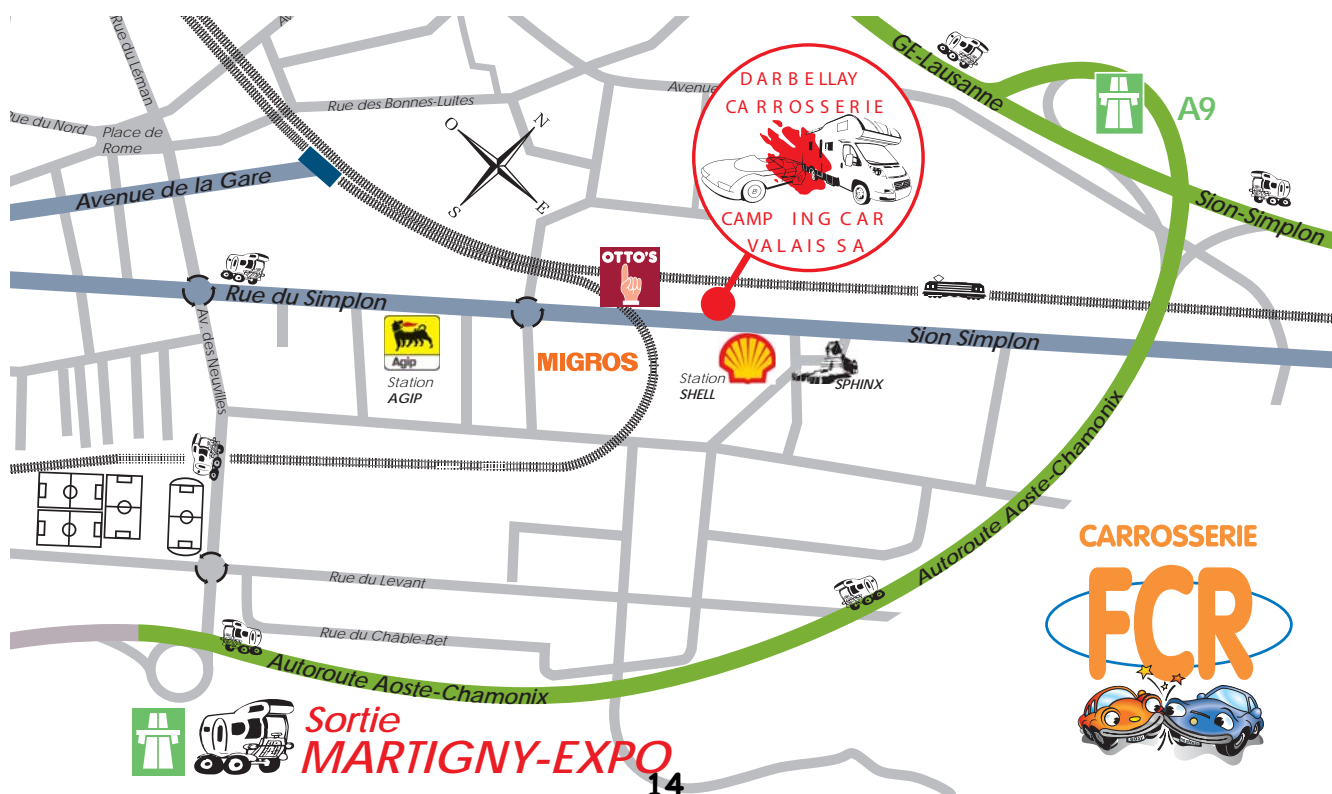 Rue du Léman
Rue du Nord
Place de
Rome
Avenue de la Gare
Rue des Bonnes-Luites
O
N
S
E
Avenue
DARBELLAY
CARROSSERIE
CAMP ING CAR
VALAIS SA
GE-Lausanne
A9
Sion-Simplon
OTTO'S
Rue du Simplon
Sion Simplon
Av. des Neuvilles
Agip
Station
AGIP
MIGROS
Station
SHELL
SPHINX
Autoroute Aoste-Chamonix
Rue du Levant
Rue du Châble-Bet
Autoroute Aoste-Chamonix
CARROSSERIE
FCR
Sortie
MARTIGNY-EXPO
14